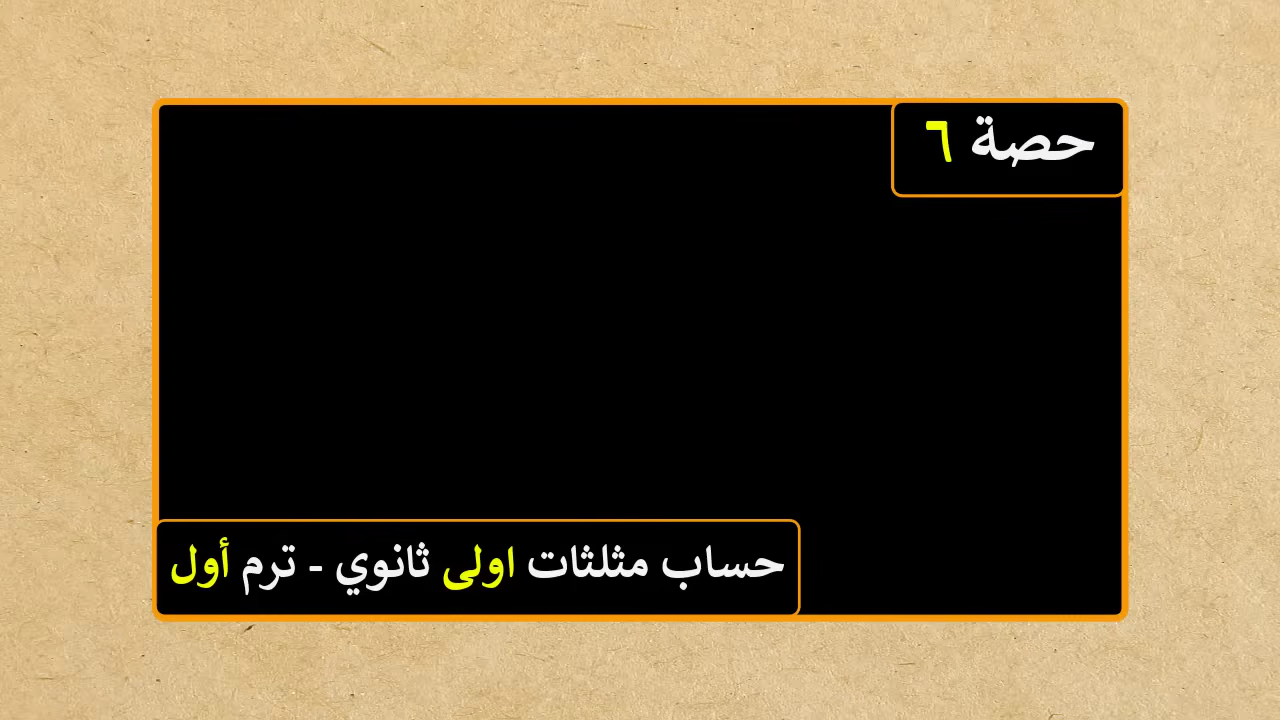 حصة ٦
حساب مثلثات اولى ثانوي - ترم أول